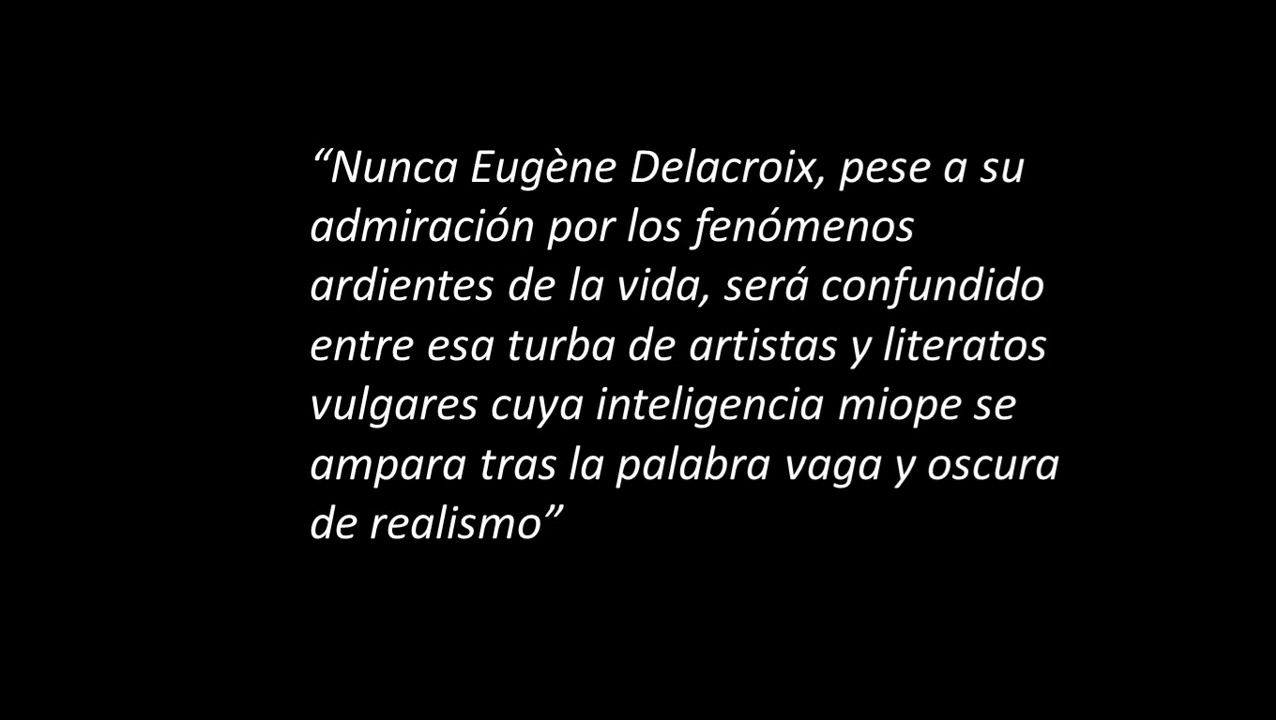 “Nunca Eugène Delacroix, pese a su
admiración por los fenómenos
ardientes de la vida, será confundido
entre esa turba de artistas y literatos
vulgares cuya inteligencia miope se
ampara tras la palabra vaga y oscura
de realismo”